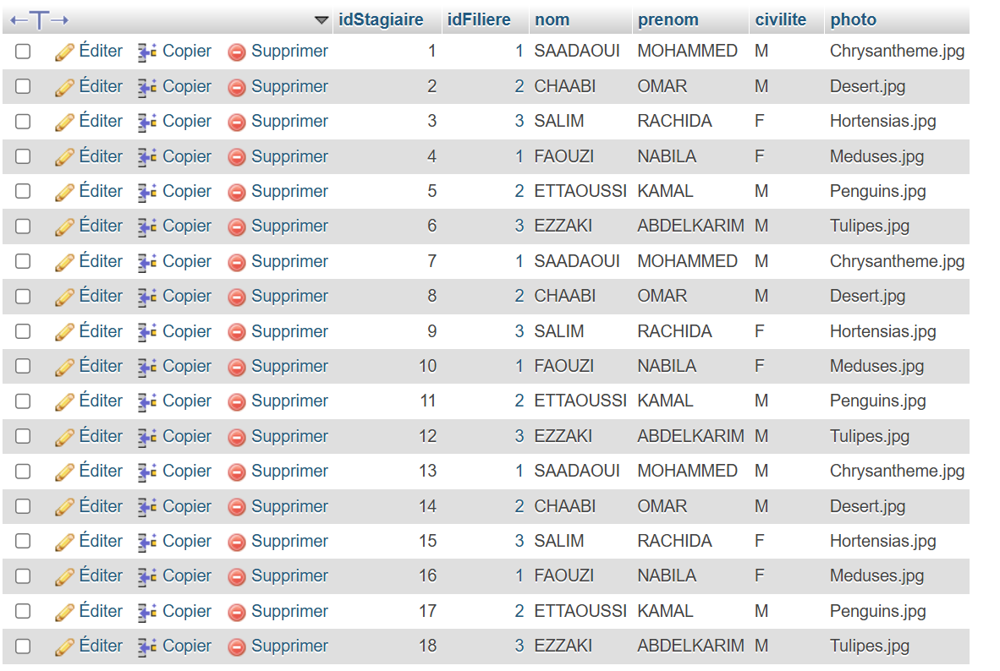 ←T→ idStagiaire idFiliere nom prenom civilite photo
Éditer Copier Supprimer 1 1 SAADAOUI MOHAMMED M Chrysantheme.jpg
Éditer Copier Supprimer 2 2 CHAABI OMAR M Desert.jpg
Éditer Copier Supprimer 3 3 SALIM RACHIDA F Hortensias.jpg
Éditer Copier Supprimer 4 1 FAOUZI NABILA F Meduses.jpg
Éditer Copier Supprimer 5 2 ETTAOUSSI KAMAL M Penguins.jpg
Éditer Copier Supprimer 6 3 EZZAKI ABDELKARIM M Tulipes.jpg
Éditer Copier Supprimer 7 1 SAADAOUI MOHAMMED M Chrysantheme.jpg
Éditer Copier Supprimer 8 2 CHAABI OMAR M Desert.jpg
Éditer Copier Supprimer 9 3 SALIM RACHIDA F Hortensias.jpg
Éditer Copier Supprimer 10 1 FAOUZI NABILA F Meduses.jpg
Éditer Copier Supprimer 11 2 ETTAOUSSI KAMAL M Penguins.jpg
Éditer Copier Supprimer 12 3 EZZAKI ABDELKARIM M Tulipes.jpg
Éditer Copier Supprimer 13 1 SAADAOUI MOHAMMED M Chrysantheme.jpg
Éditer Copier Supprimer 14 2 CHAABI OMAR M Desert.jpg
Éditer Copier Supprimer 15 3 SALIM RACHIDA F Hortensias.jpg
Éditer Copier Supprimer 16 1 FAOUZI NABILA F Meduses.jpg
Éditer Copier Supprimer 17 2 ETTAOUSSI KAMAL M Penguins.jpg
Éditer Copier Supprimer 18 3 EZZAKI ABDELKARIM M Tulipes.jpg